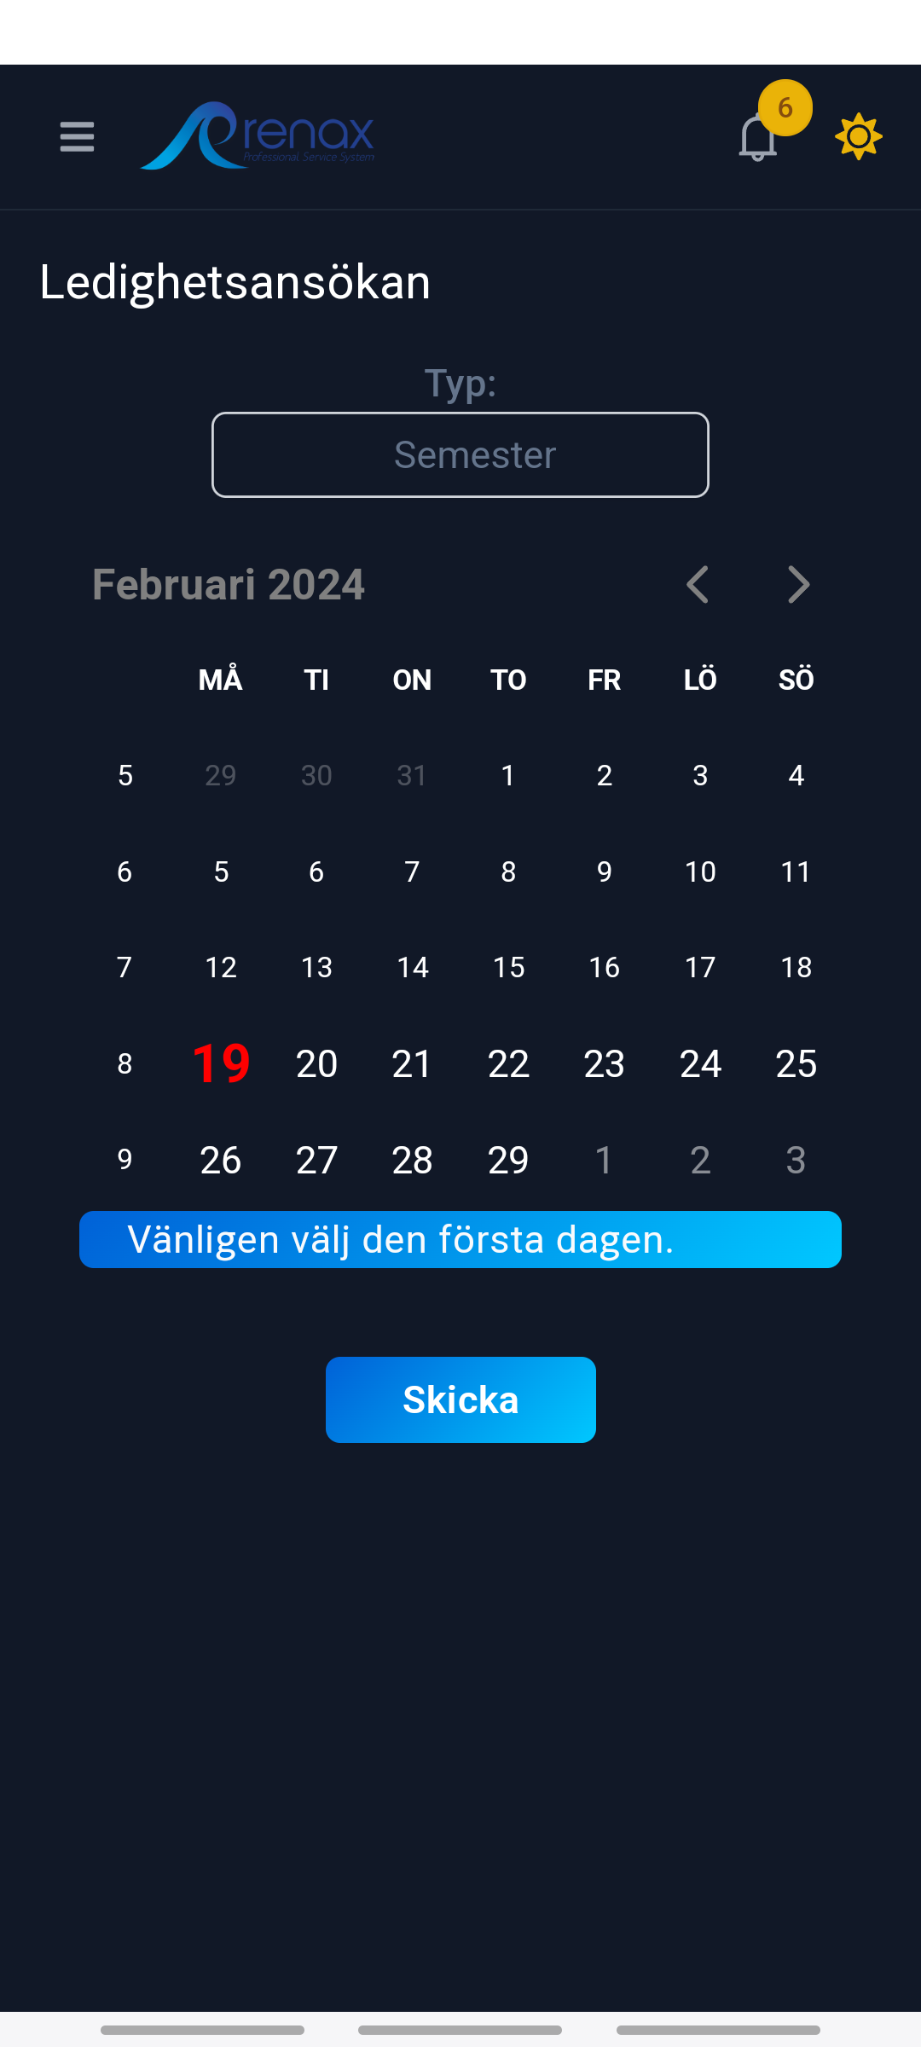 6
renax
Professional Service System
Ledighetsansökan
Typ:
Semester
Februari 2024
MÅ TI ON TO FR LÖ SÖ
5 29 30 31 1 2 3 4
6 5 6 7 8 9 10 11
7 12 13 14 15 16 17 18
8 19 20 21 22 23 24 25
9 26 27 28 29 1 2 3
Vänligen välj den första dagen.
Skicka